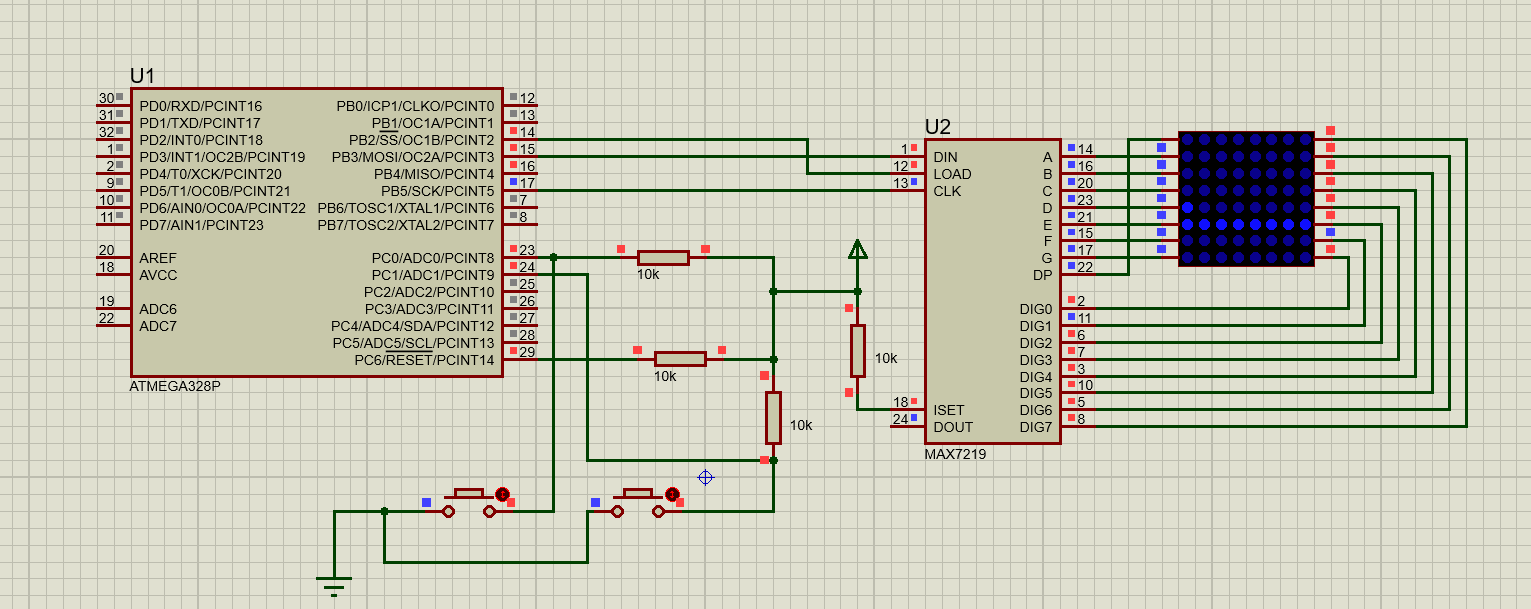 U1
30 PD0/RXD/PCINT16 PB0/ICP1/CLKO/PCINT0 12
31 PD1/TXD/PCINT17 PB1/OC1A/PCINT1 13
32 PD2/INT0/PCINT18 PB2/SS/OC1B/PCINT2 14
1 PD3/INT1/OC2B/PCINT19 PB3/MOSI/OC2A/PCINT3 15
2 PD4/T0/XCK/PCINT20 PB4/MISO/PCINT4 16
9 PD5/T1/OC0B/PCINT21 PB5/SCK/PCINT5 17
10 PD6/AIN0/OC0A/PCINT22 PB6/TOSC1/XTAL1/PCINT6 7
11 PD7/AIN1/PCINT23 PB7/TOSC2/XTAL2/PCINT7 8
20 AREF PC0/ADC0/PCINT8 23
18 AVCC PC1/ADC1/PCINT9 24
PC2/ADC2/PCINT10 25
19 ADC6 PC3/ADC3/PCINT11 26
22 ADC7 PC4/ADC4/SDA/PCINT12 27
PC5/ADC5/SCL/PCINT13 28
PC6/RESET/PCINT14 29
ATMEGA328P
10k
10k
10k
10k
U2
1 DIN A 14
12 LOAD B 16
13 CLK C 20
D 23
E 21
F 15
G 17
DP 22
DIG0 2
DIG1 11
DIG2 6
DIG3 7
DIG4 3
DIG5 10
18 ISET DIG6 5
24 DOUT DIG7 8
MAX7219